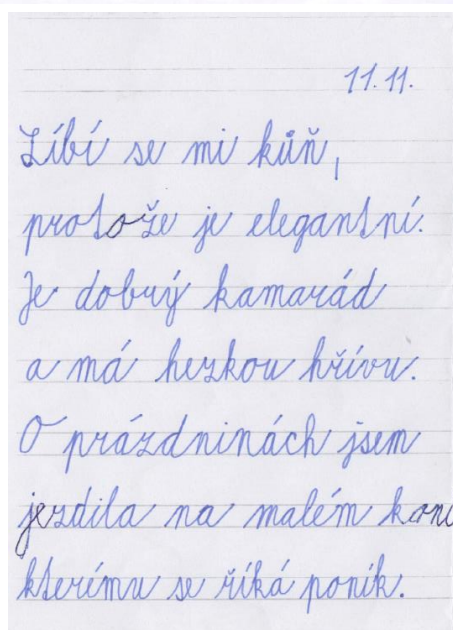 11.11.
Líbí se mi kůň,
protože je elegantní.
Je dobrý kamarád
a má hezkou hřívu.
O prázdninách jsem
jezdila na malém koni
kterému se říká poník.